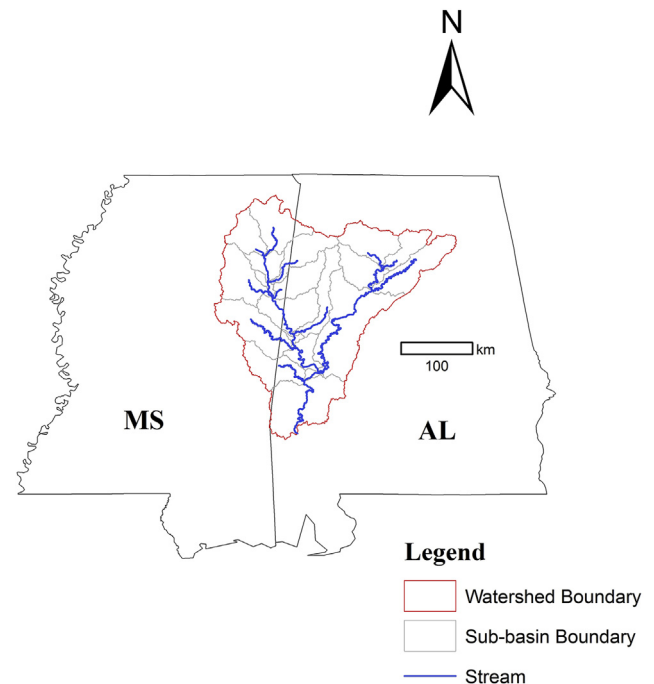 N
km
100
MS
AL
Legend
Watershed Boundary
Sub-basin Boundary
Stream